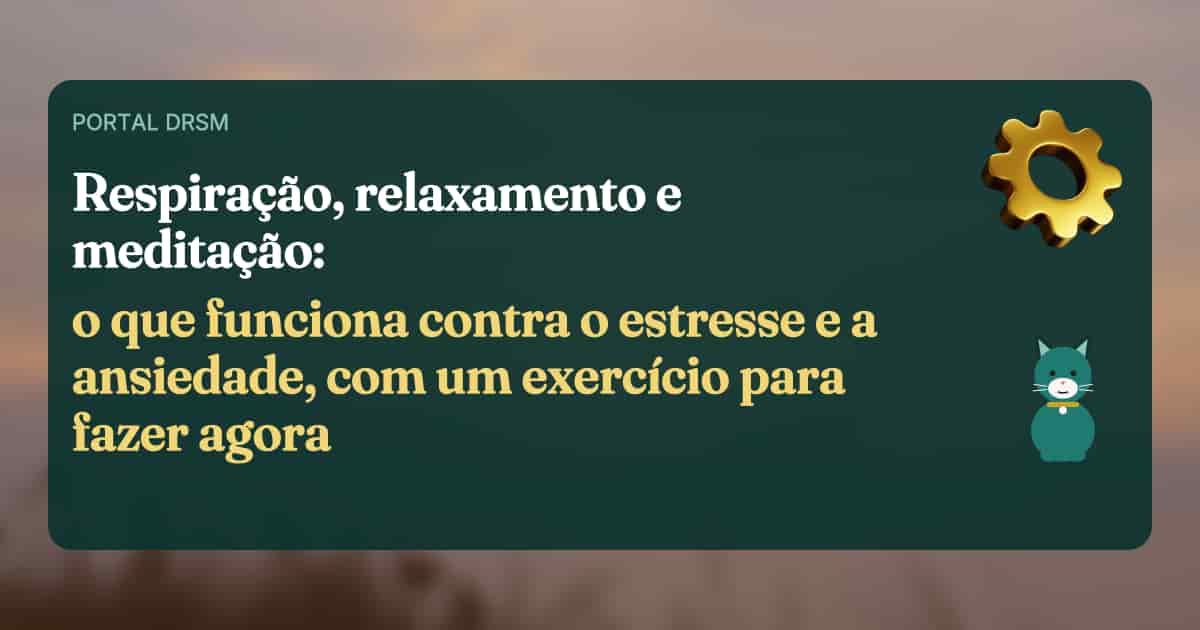 PORTAL DRSM
Respiração, relaxamento e
meditação:
o que funciona contra o estresse e a
ansiedade, com um exercício para
fazer agora